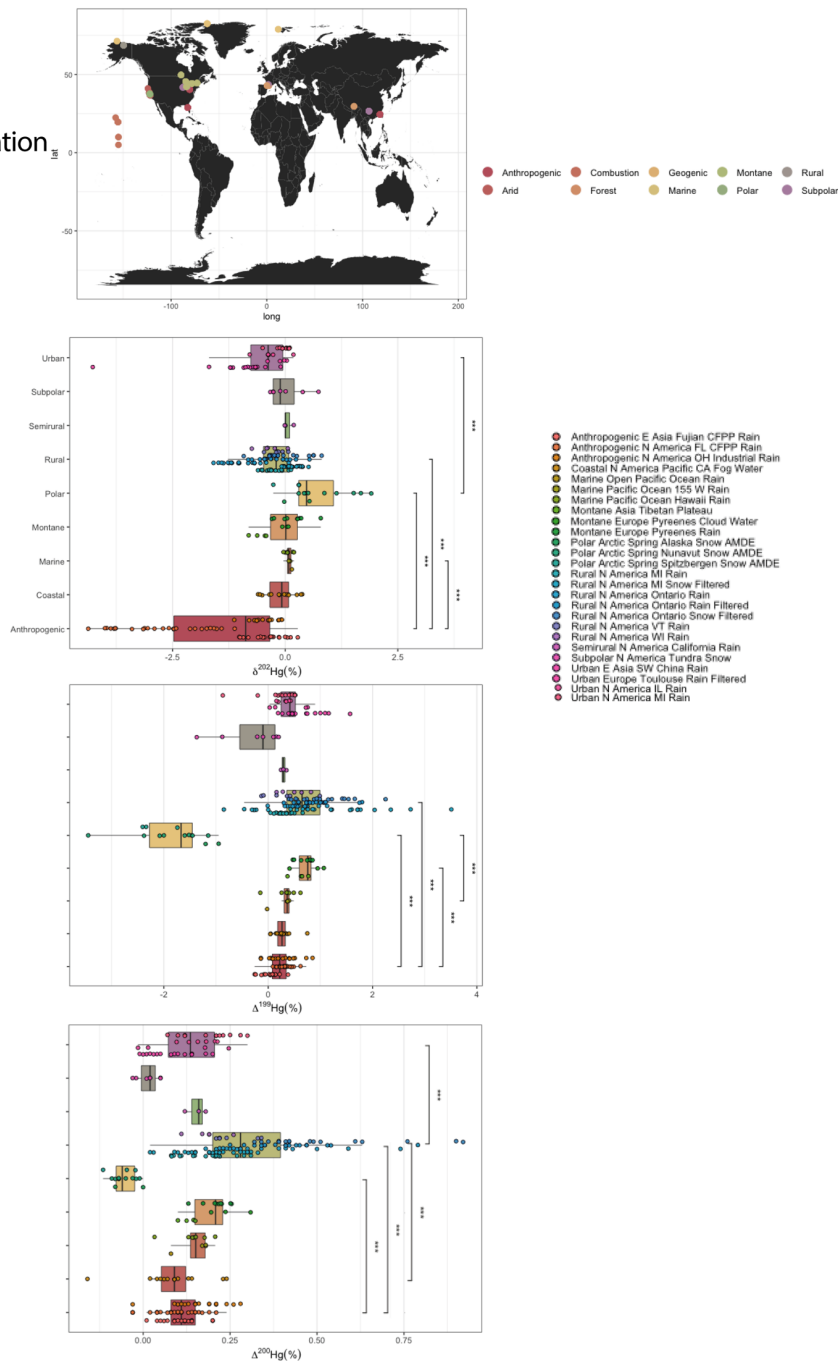 ation
lat
50
0
-50
-100
0
100
200
long
Anthropogenic
Combustion
Geogenic
Montane
Rural
Arid
Forest
Marine
Polar
Subpolar
Urban
Subpolar
Semirural
Rural
Polar
Montane
Marine
Coastal
Anthropogenic
***
***
***
***
-2.5
0.0
2.5
δ²⁰²Hg(%)
Anthropogenic E Asia Fujian CFPP Rain
Anthropogenic N America FL CFPP Rain
Anthropogenic N America OH Industrial Rain
Coastal N America Pacific CA Fog Water
Marine Open Pacific Ocean Rain
Marine Pacific Ocean 155 W Rain
Marine Pacific Ocean Hawaii Rain
Montane Asia Tibetan Plateau
Montane Europe Pyreenes Cloud Water
Montane Europe Pyreenes Rain
Polar Arctic Spring Alaska Snow AMDE
Polar Arctic Spring Nunavut Snow AMDE
Polar Arctic Spring Spitzbergen Snow AMDE
Rural N America MI Rain
Rural N America MI Snow Filtered
Rural N America Ontario Rain
Rural N America Ontario Rain Filtered
Rural N America Ontario Snow Filtered
Rural N America VT Rain
Rural N America WI Rain
Semirural N America California Rain
Subpolar N America Tundra Snow
Urban E Asia SW China Rain
Urban Europe Toulouse Rain Filtered
Urban N America IL Rain
Urban N America MI Rain
***
***
***
***
-2
0
2
4
Δ¹⁹⁹Hg(%)
***
***
***
***
0.00
0.25
0.50
0.75
Δ²⁰⁰Hg(%)